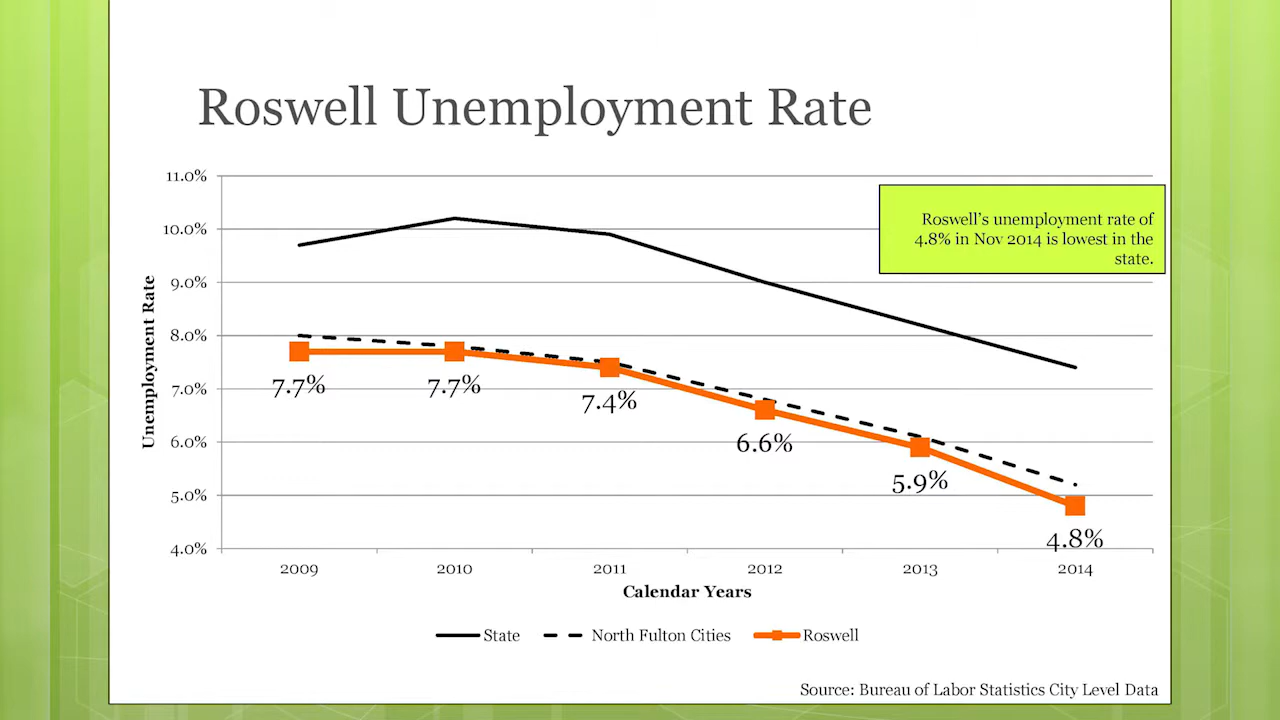 Roswell Unemployment Rate
11.0%
10.0%
9.0%
8.0%
7.0%
6.0%
5.0%
4.0%
Unemployment Rate
Roswell's unemployment rate of
4.8% in Nov 2014 is lowest in the
state.
7.7%
7.7%
7.4%
6.6%
5.9%
4.8%
2009 2010 2011 2012 2013 2014
Calendar Years
State North Fulton Cities Roswell
Source: Bureau of Labor Statistics City Level Data